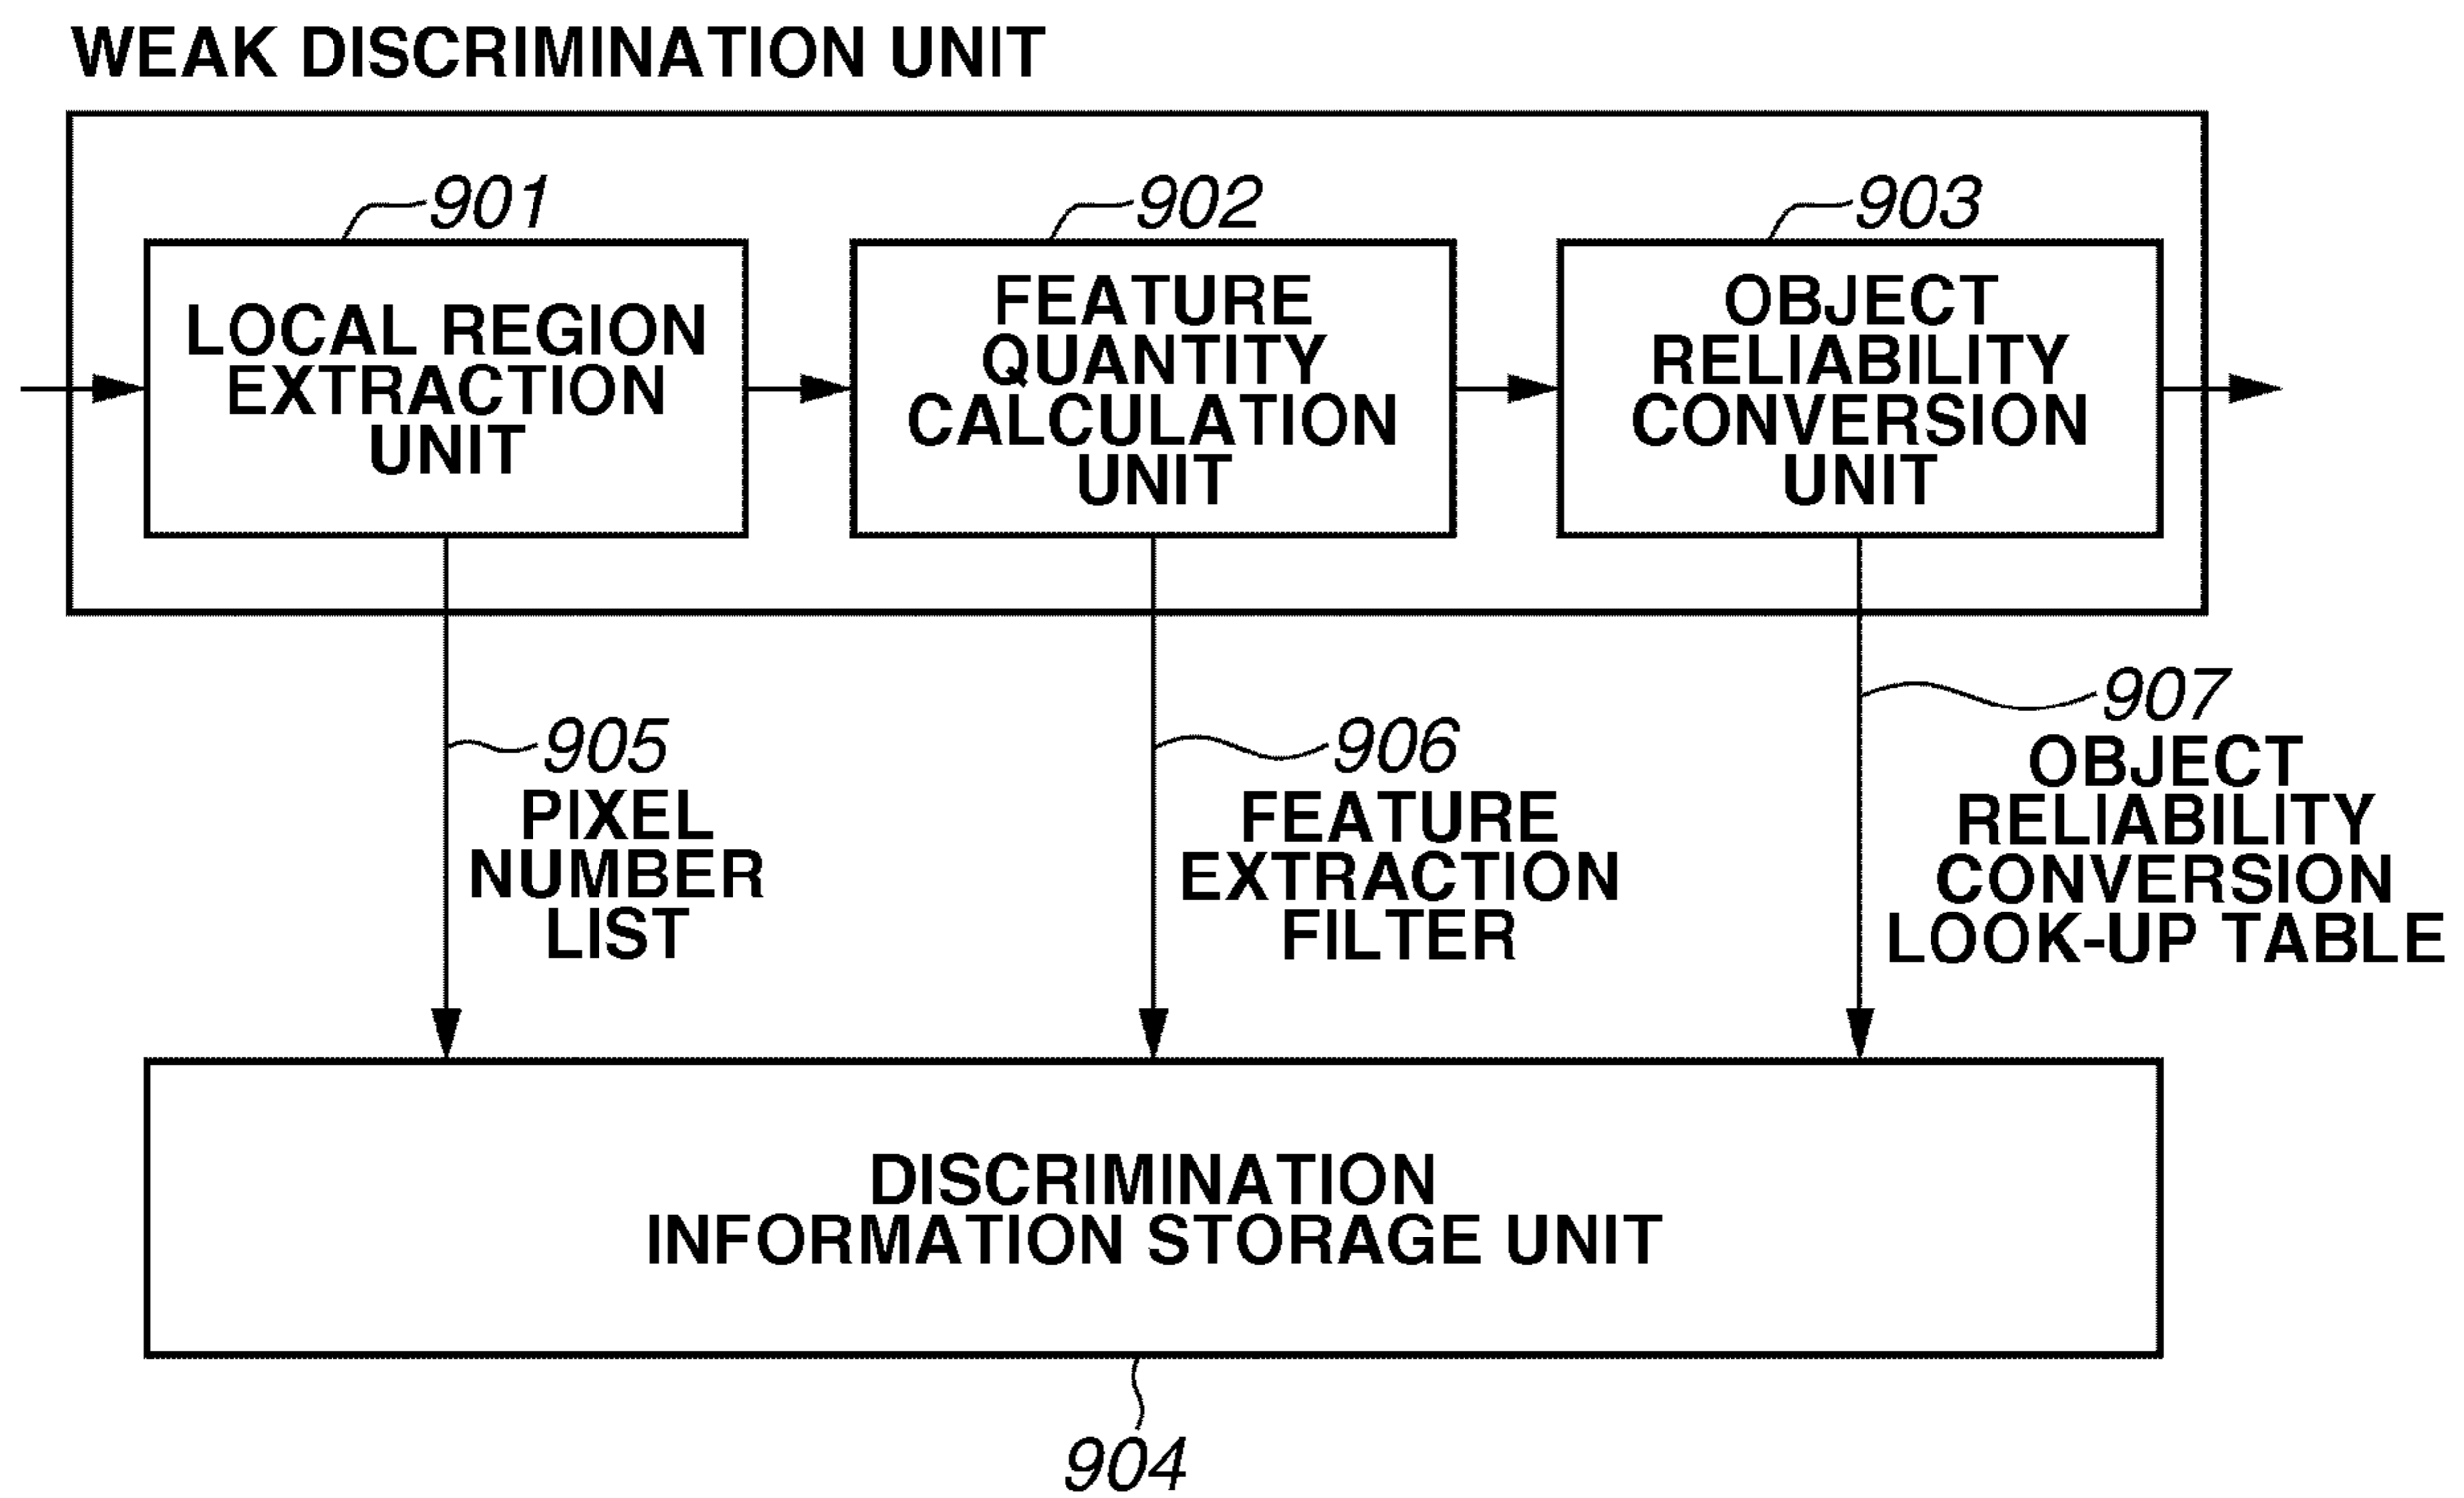 WEAK DISCRIMINATION UNIT
901
LOCAL REGION
EXTRACTION
UNIT
902
FEATURE
QUANTITY
CALCULATION
UNIT
903
OBJECT
RELIABILITY
CONVERSION
UNIT
905
PIXEL
NUMBER
LIST
906
FEATURE
EXTRACTION
FILTER
907
OBJECT
RELIABILITY
CONVERSION
LOOK-UP TABLE
DISCRIMINATION
INFORMATION STORAGE UNIT
904